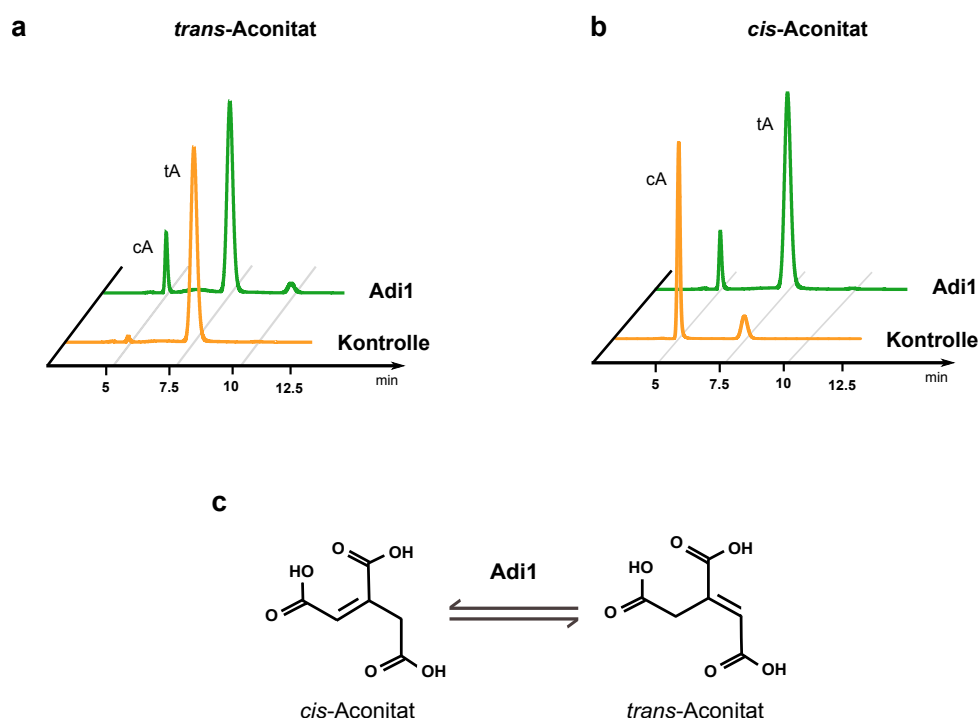 a
trans-Aconitat
b
cis-Aconitat
tA
cA
Adi1
Kontrolle
5
7.5
10
12.5
min
tA
cA
Adi1
Kontrolle
5
7.5
10
12.5
min
c
O
OH
HO
O
O
OH
Adi1
O
OH
HO
O
O
OH
cis-Aconitat
trans-Aconitat